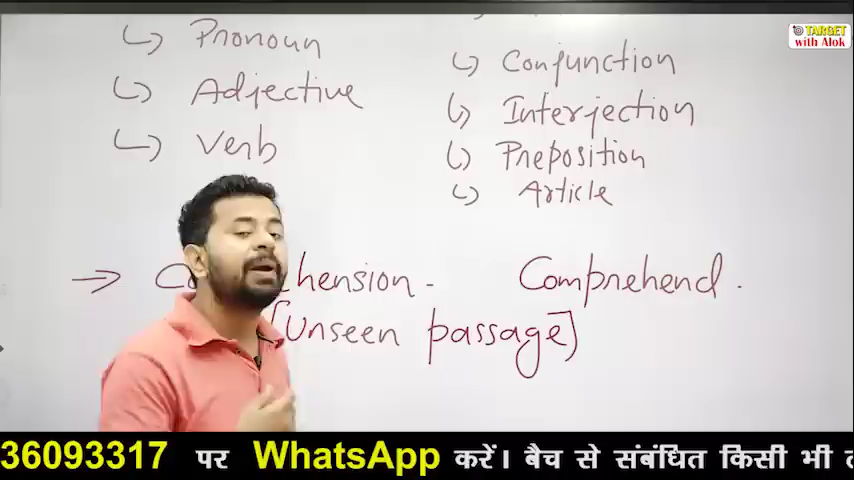 TARGET
with Alok
↳ Pronoun
↳ Adjective
↳ Verb
↳ Conjunction
↳ Interjection
↳ Preposition
↳ Article
→ hension - Comprehend.
[Unseen passage]
36093317 पर WhatsApp करें। बैच से संबंधित किसी भी